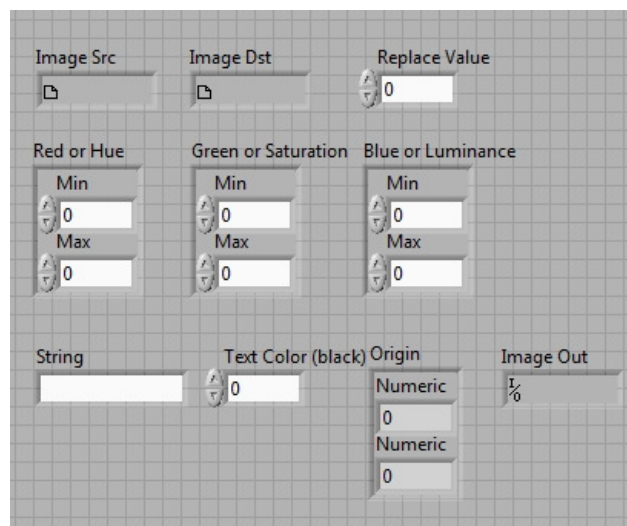 Image Src
Image Dst
Replace Value
0
Red or Hue
Green or Saturation
Blue or Luminance
Min
Min
Min
0
0
0
Max
Max
Max
0
0
0
String
Text Color (black)
Origin
Image Out
0
Numeric
I/O
0
Numeric
0